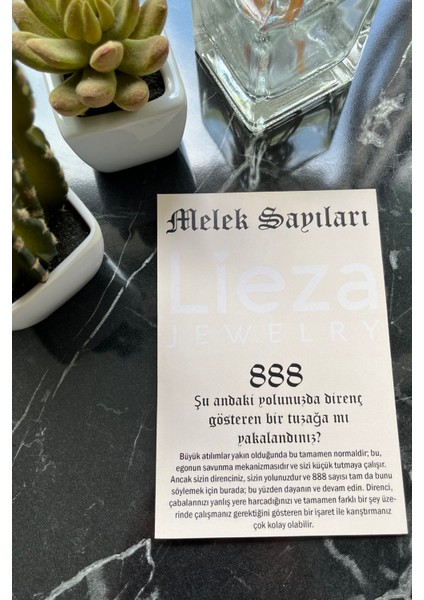 Melek Sayıları
Lieza
JEWELRY
888
Şu andaki yolunuzda direnç
gösteren bir tuzağa mı
yakalandınız?
Büyük atılımlar yakın olduğunda bu tamamen normaldir; bu,
egonun savunma mekanizmasıdır ve sizi küçük tutmaya çalışır.
Ancak sizin direnciniz, sizin yolunuzdur ve 888 sayısı tam da bunu
söylemek için burada; bu yüzden dayanın ve devam edin. Direnci,
çabalarınızı yanlış yere harcadığınızı ve tamamen farklı bir şey üze-
rinde çalışmanız gerektiğini gösteren bir işaret ile karıştırmanız
çok kolay olabilir.